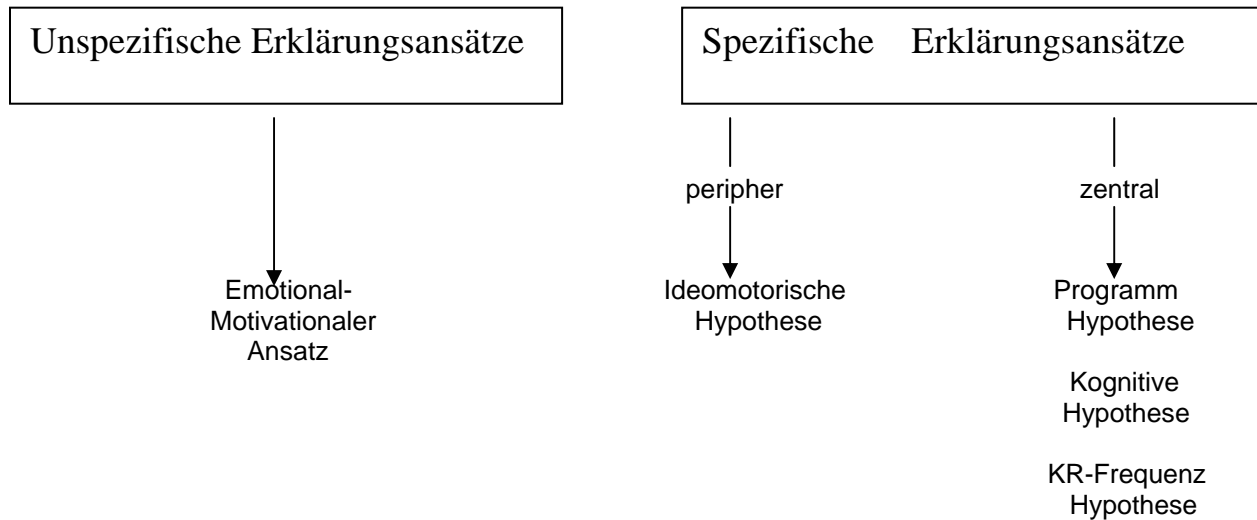 Unspezifische Erklärungsansätze
Spezifische Erklärungsansätze
peripher
zentral
Emotional-
Motivationaler
Ansatz
Ideomotorische
Hypothese
Programm
Hypothese
Kognitive
Hypothese
KR-Frequenz
Hypothese